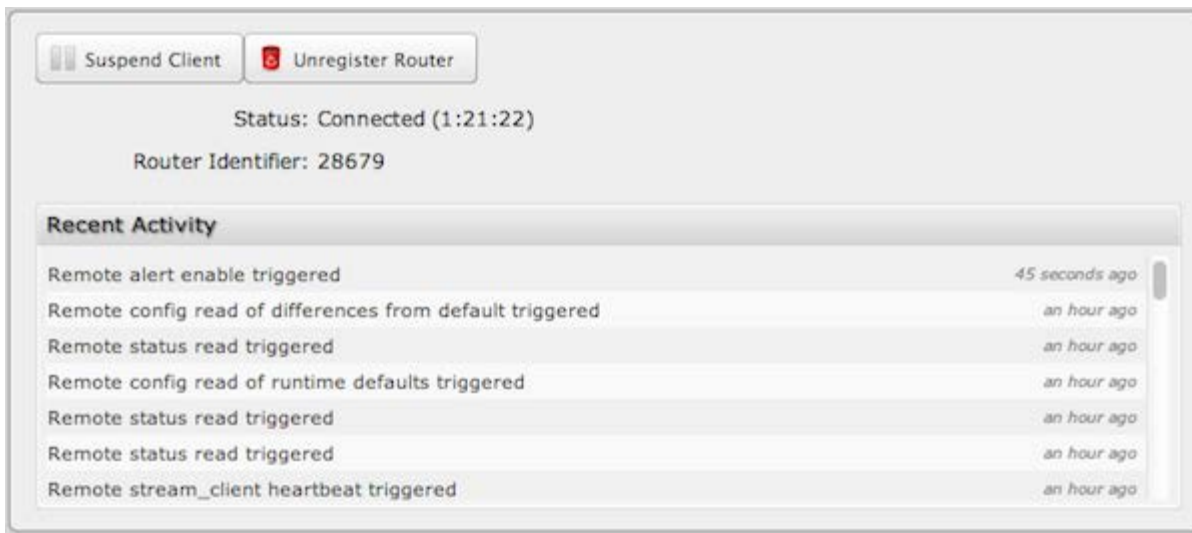 Suspend Client Unregister Router
Status: Connected (1:21:22)
Router Identifier: 28679
Recent Activity
Remote alert enable triggered 45 seconds ago
Remote config read of differences from default triggered an hour ago
Remote status read triggered an hour ago
Remote config read of runtime defaults triggered an hour ago
Remote status read triggered an hour ago
Remote status read triggered an hour ago
Remote stream_client heartbeat triggered an hour ago